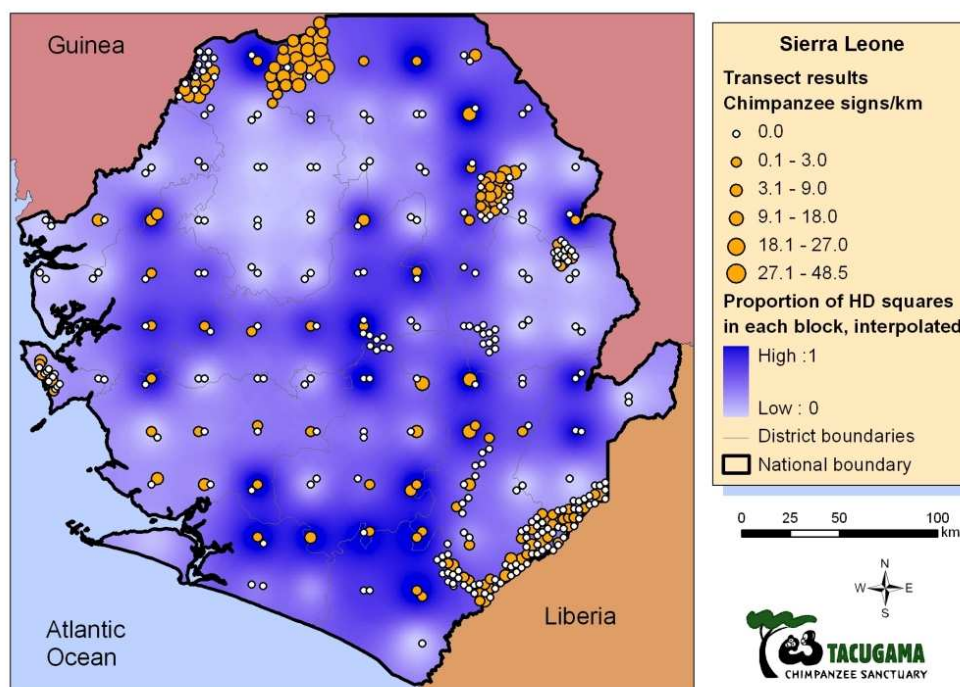 Guinea
Liberia
Atlantic
Ocean
Sierra Leone
Transect results
Chimpanzee signs/km
0.0
0.1 - 3.0
3.1 - 9.0
9.1 - 18.0
18.1 - 27.0
27.1 - 48.5
Proportion of HD squares
in each block, interpolated
High : 1
Low : 0
District boundaries
National boundary
0 25 50 100
km
N
W E
S
TACUGAMA
CHIMPANZEE SANCTUARY